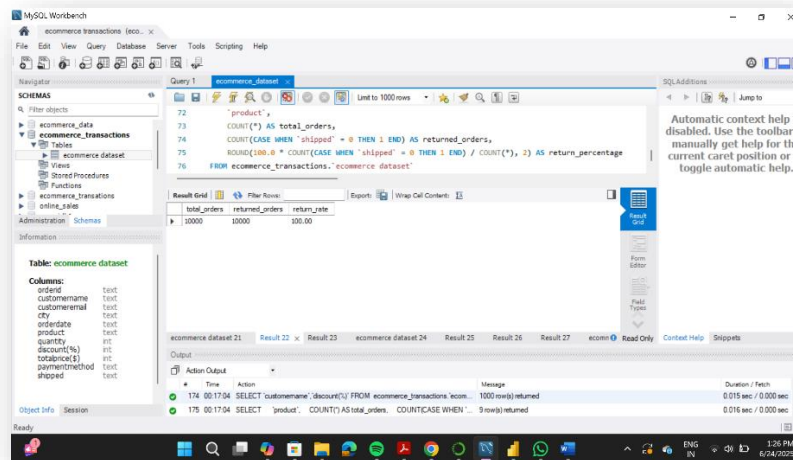 MySQL Workbench
ecommerce transactions (eco.. ×
File Edit View Query Database Server Tools Scripting Help
Navigator
SCHEMAS
Filter objects
ecommerce_data
ecommerce_transactions
Tables
ecommerce dataset
Views
Stored Procedures
Functions
ecommerce_transations
online_sales
Administration Schemas
Information
Table: ecommerce dataset
Columns:
orderid text
customername text
customeremail text
city text
orderdate text
product text
quantity int
discount(%) int
totalprice($) int
paymentmethod text
shipped text
Object Info Session
Query 1 ecommerce_dataset ×
Limit to 1000 rows
72 `product`,
73 COUNT(*) AS total_orders,
74 COUNT(CASE WHEN `shipped` = 0 THEN 1 END) AS returned_orders,
75 ROUND(100.0 * COUNT(CASE WHEN `shipped` = 0 THEN 1 END) / COUNT(*), 2) AS return_percentage
76 FROM ecommerce_transactions.`ecommerce dataset`
Result Grid Filter Rows: Export: Wrap Cell Content:
total_orders returned_orders return_rate
10000 10000 100.00
Result Grid
Form Editor
Field Types
ecommerce dataset 21 Result 22 × Result 23 ecommerce dataset 24 Result 25 Result 26 Result 27 ecomn Read Only
Output
Action Output
# Time Action Message Duration / Fetch
174 00:17:04 SELECT `customername`,`discount(%)` FROM ecommerce_transactions.`ecom... 1000 row(s) returned 0.015 sec / 0.000 sec
175 00:17:04 SELECT `product`, COUNT(*) AS total_orders, COUNT(CASE WHEN `... 9 row(s) returned 0.016 sec / 0.000 sec
SQLAdditions
Jump to
Automatic context help
disabled. Use the toolbar
manually get help for th
current caret position or
toggle automatic help.
Context Help Snippets
Ready
ENG
IN
1:26 PM
6/24/2025